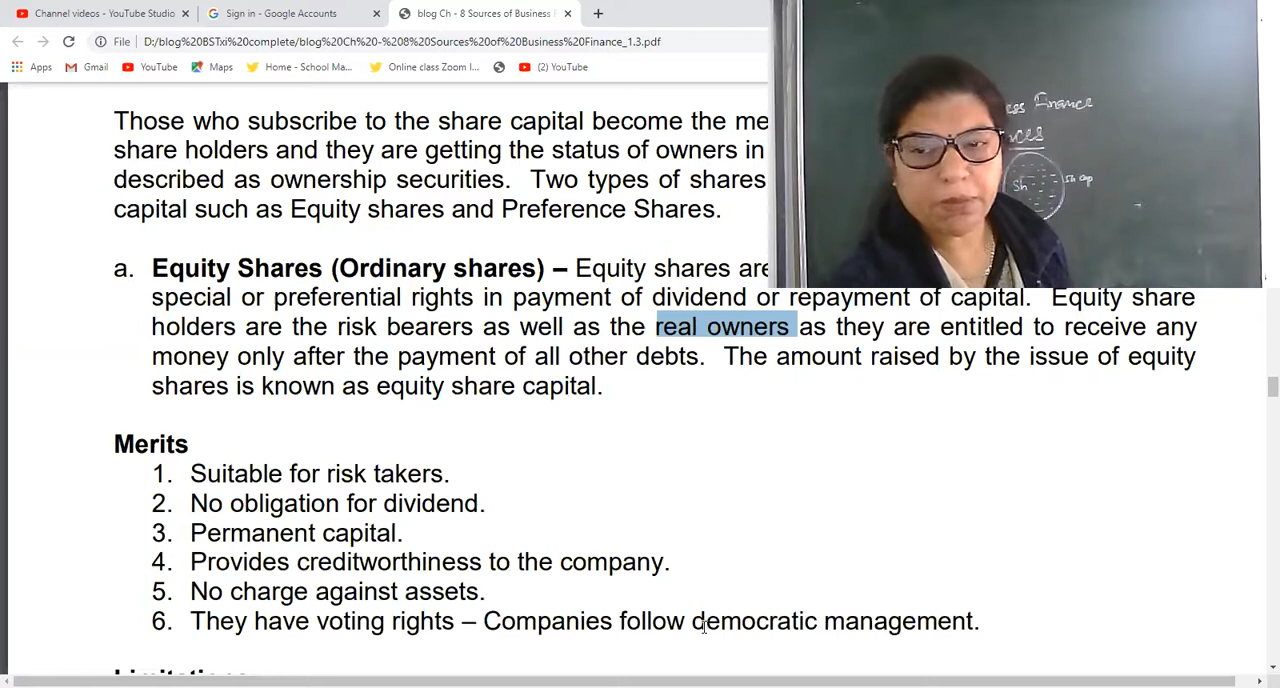 Channel videos - YouTube Studio
Sign in - Google Accounts
blog Ch - 8 Sources of Business F
File D:/blog%20BSTxi%20complete/blog%20Ch%20-%208%20Sources%20of%20Business%20Finance_1.3.pdf
Apps Gmail YouTube Maps Home - School Ma... Online class Zoom l... (2) YouTube
Those who subscribe to the share capital become the me
share holders and they are getting the status of owners in
described as ownership securities. Two types of shares
capital such as Equity shares and Preference Shares.
a. Equity Shares (Ordinary shares) – Equity shares are
special or preferential rights in payment of dividend or repayment of capital. Equity share
holders are the risk bearers as well as the real owners as they are entitled to receive any
money only after the payment of all other debts. The amount raised by the issue of equity
shares is known as equity share capital.
Merits
1. Suitable for risk takers.
2. No obligation for dividend.
3. Permanent capital.
4. Provides creditworthiness to the company.
5. No charge against assets.
6. They have voting rights – Companies follow democratic management.
Limitations
Finance
Sh
sh cap